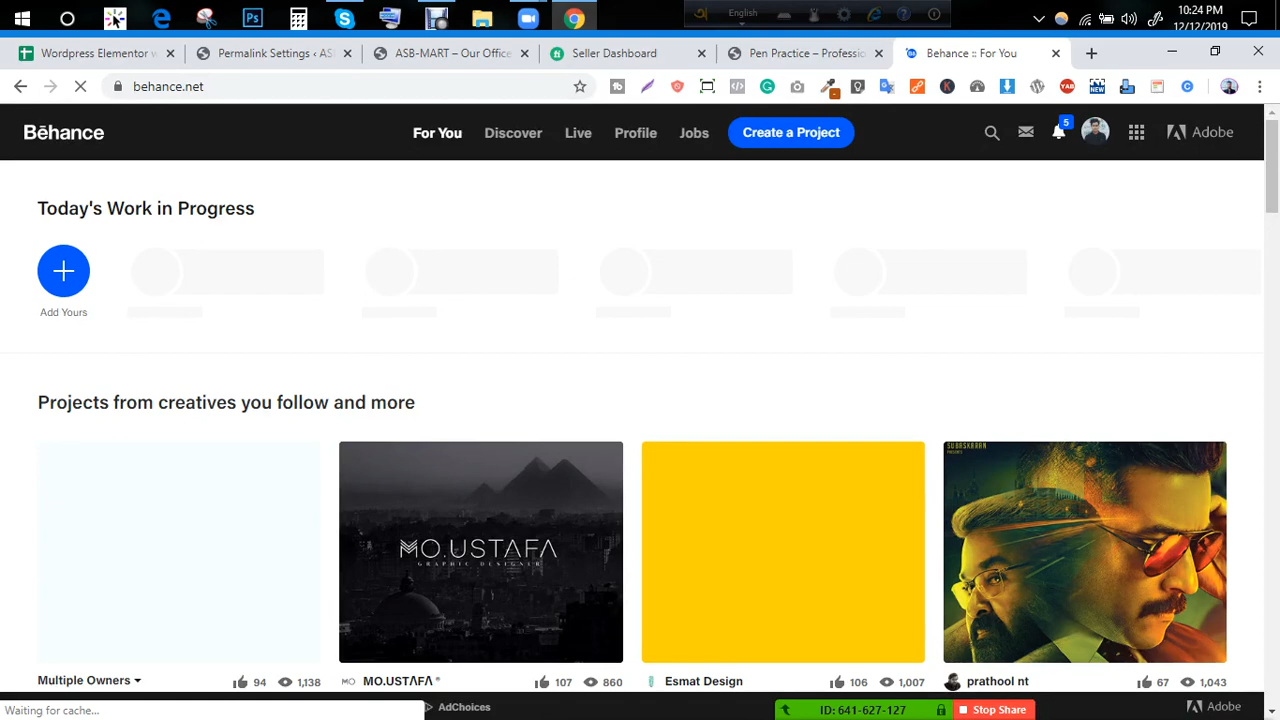 English
10:24 PM
12/12/2019
Wordpress Elementor w
Permalink Settings ‹ AS
ASB-MART – Our Office
Seller Dashboard
Pen Practice – Professio
Behance :: For You
behance.net
Bēhance
For You
Discover
Live
Profile
Jobs
Create a Project
5
Adobe
Today's Work in Progress
Add Yours
Projects from creatives you follow and more
MO.USTAFA
GRAPHIC DESIGNER
SUBASKARAN
PRESENTS
Multiple Owners
94
1,138
MO MO.USTAFA
107
860
Esmat Design
106
1,007
prathool nt
67
1,043
Waiting for cache...
AdChoices
ID: 641-627-127
Stop Share
Adobe